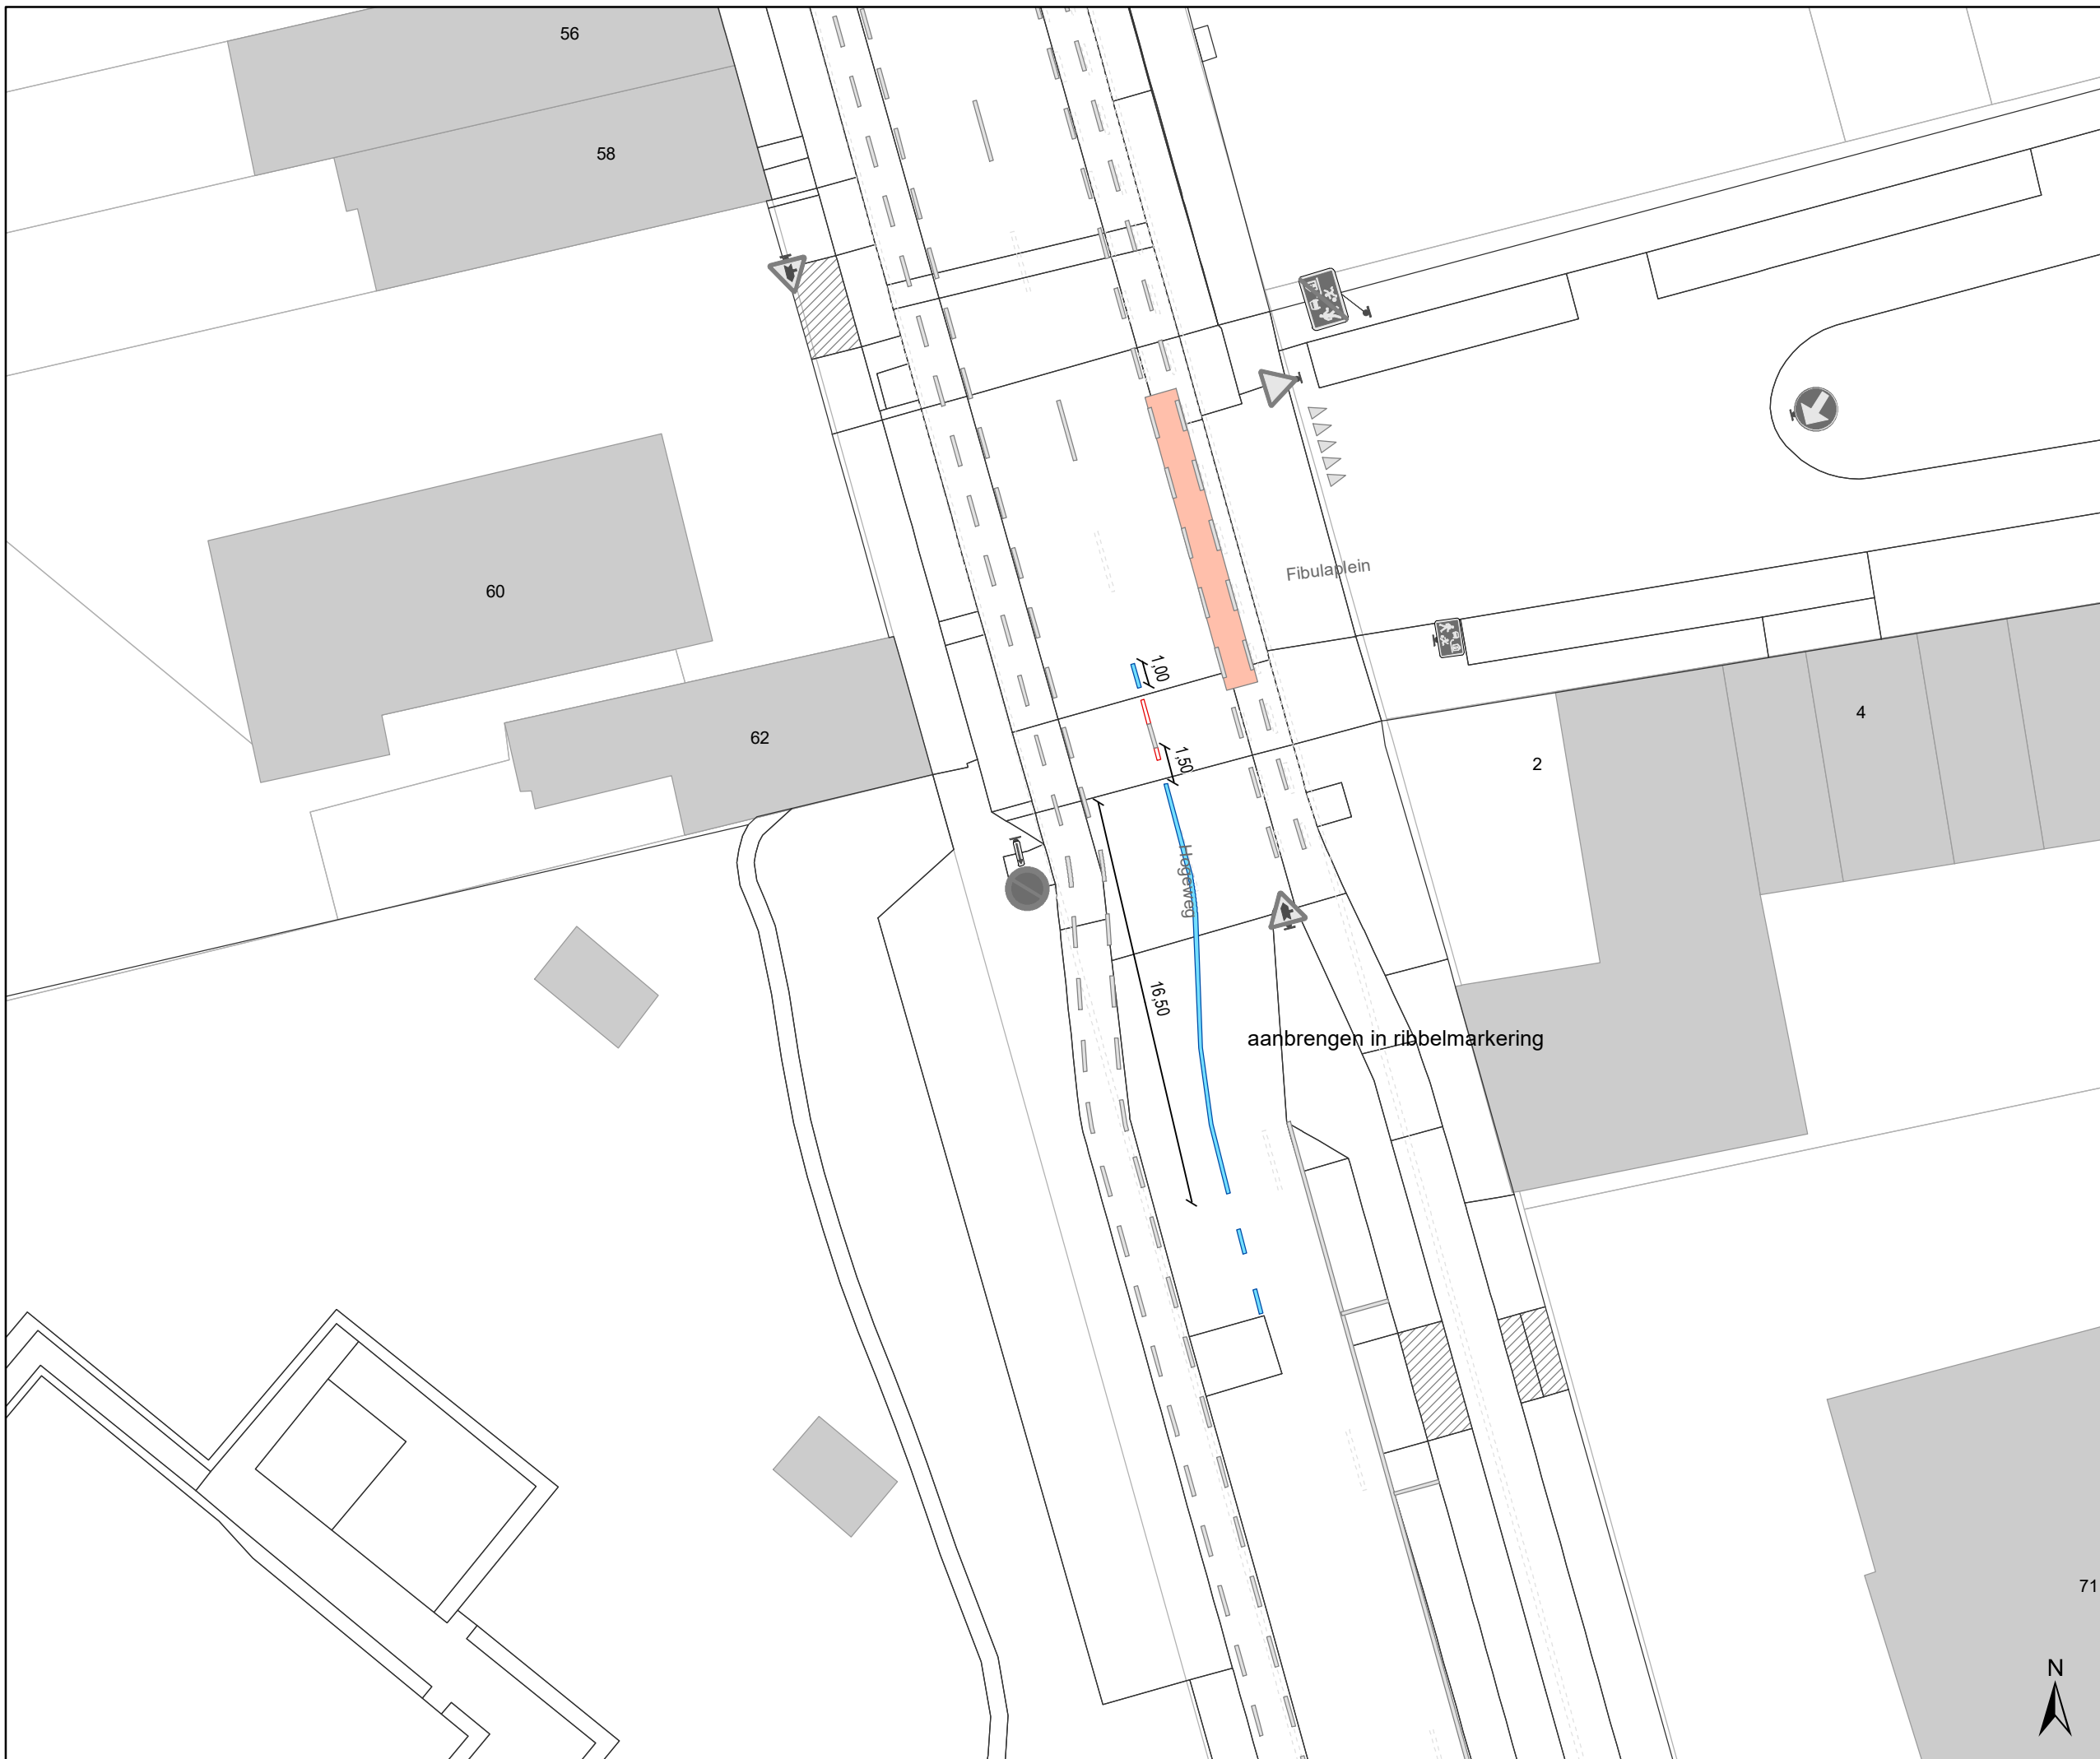 56
58
60
Fibulaplein
1,00
4
62
1,50
2
Hogeweg
16,50
aanbrengen in ribbelmarkering
71
N